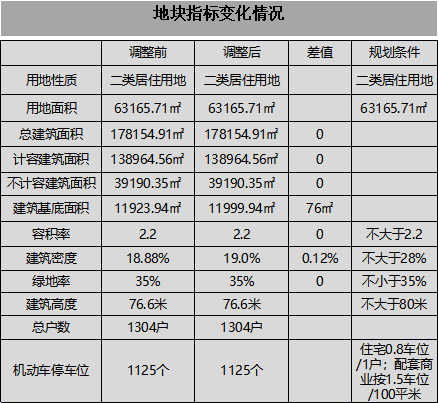 地块指标变化情况
调整前 调整后 差值 规划条件
用地性质 二类居住用地 二类居住用地 二类居住用地
用地面积 63165.71㎡ 63165.71㎡ 63165.71㎡
总建筑面积 178154.91㎡ 178154.91㎡ 0
计容建筑面积 138964.56㎡ 138964.56㎡ 0
不计容建筑面积 39190.35㎡ 39190.35㎡ 0
建筑基底面积 11923.94㎡ 11999.94㎡ 76㎡
容积率 2.2 2.2 0 不大于2.2
建筑密度 18.88% 19.0% 0.12% 不大于28%
绿地率 35% 35% 0 不小于35%
建筑高度 76.6米 76.6米 不大于80米
总户数 1304户 1304户
机动车停车位 1125个 1125个 住宅0.8车位
/1户；配套商
业按1.5车位
/100平米